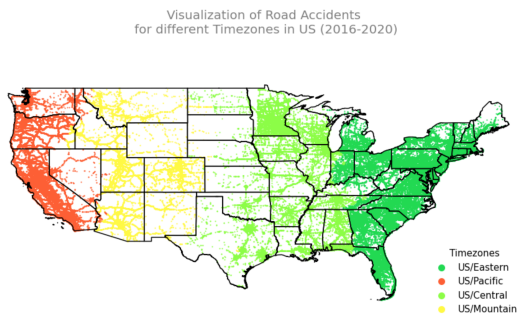 Visualization of Road Accidents
for different Timezones in US (2016-2020)
Timezones
US/Eastern
US/Pacific
US/Central
US/Mountain